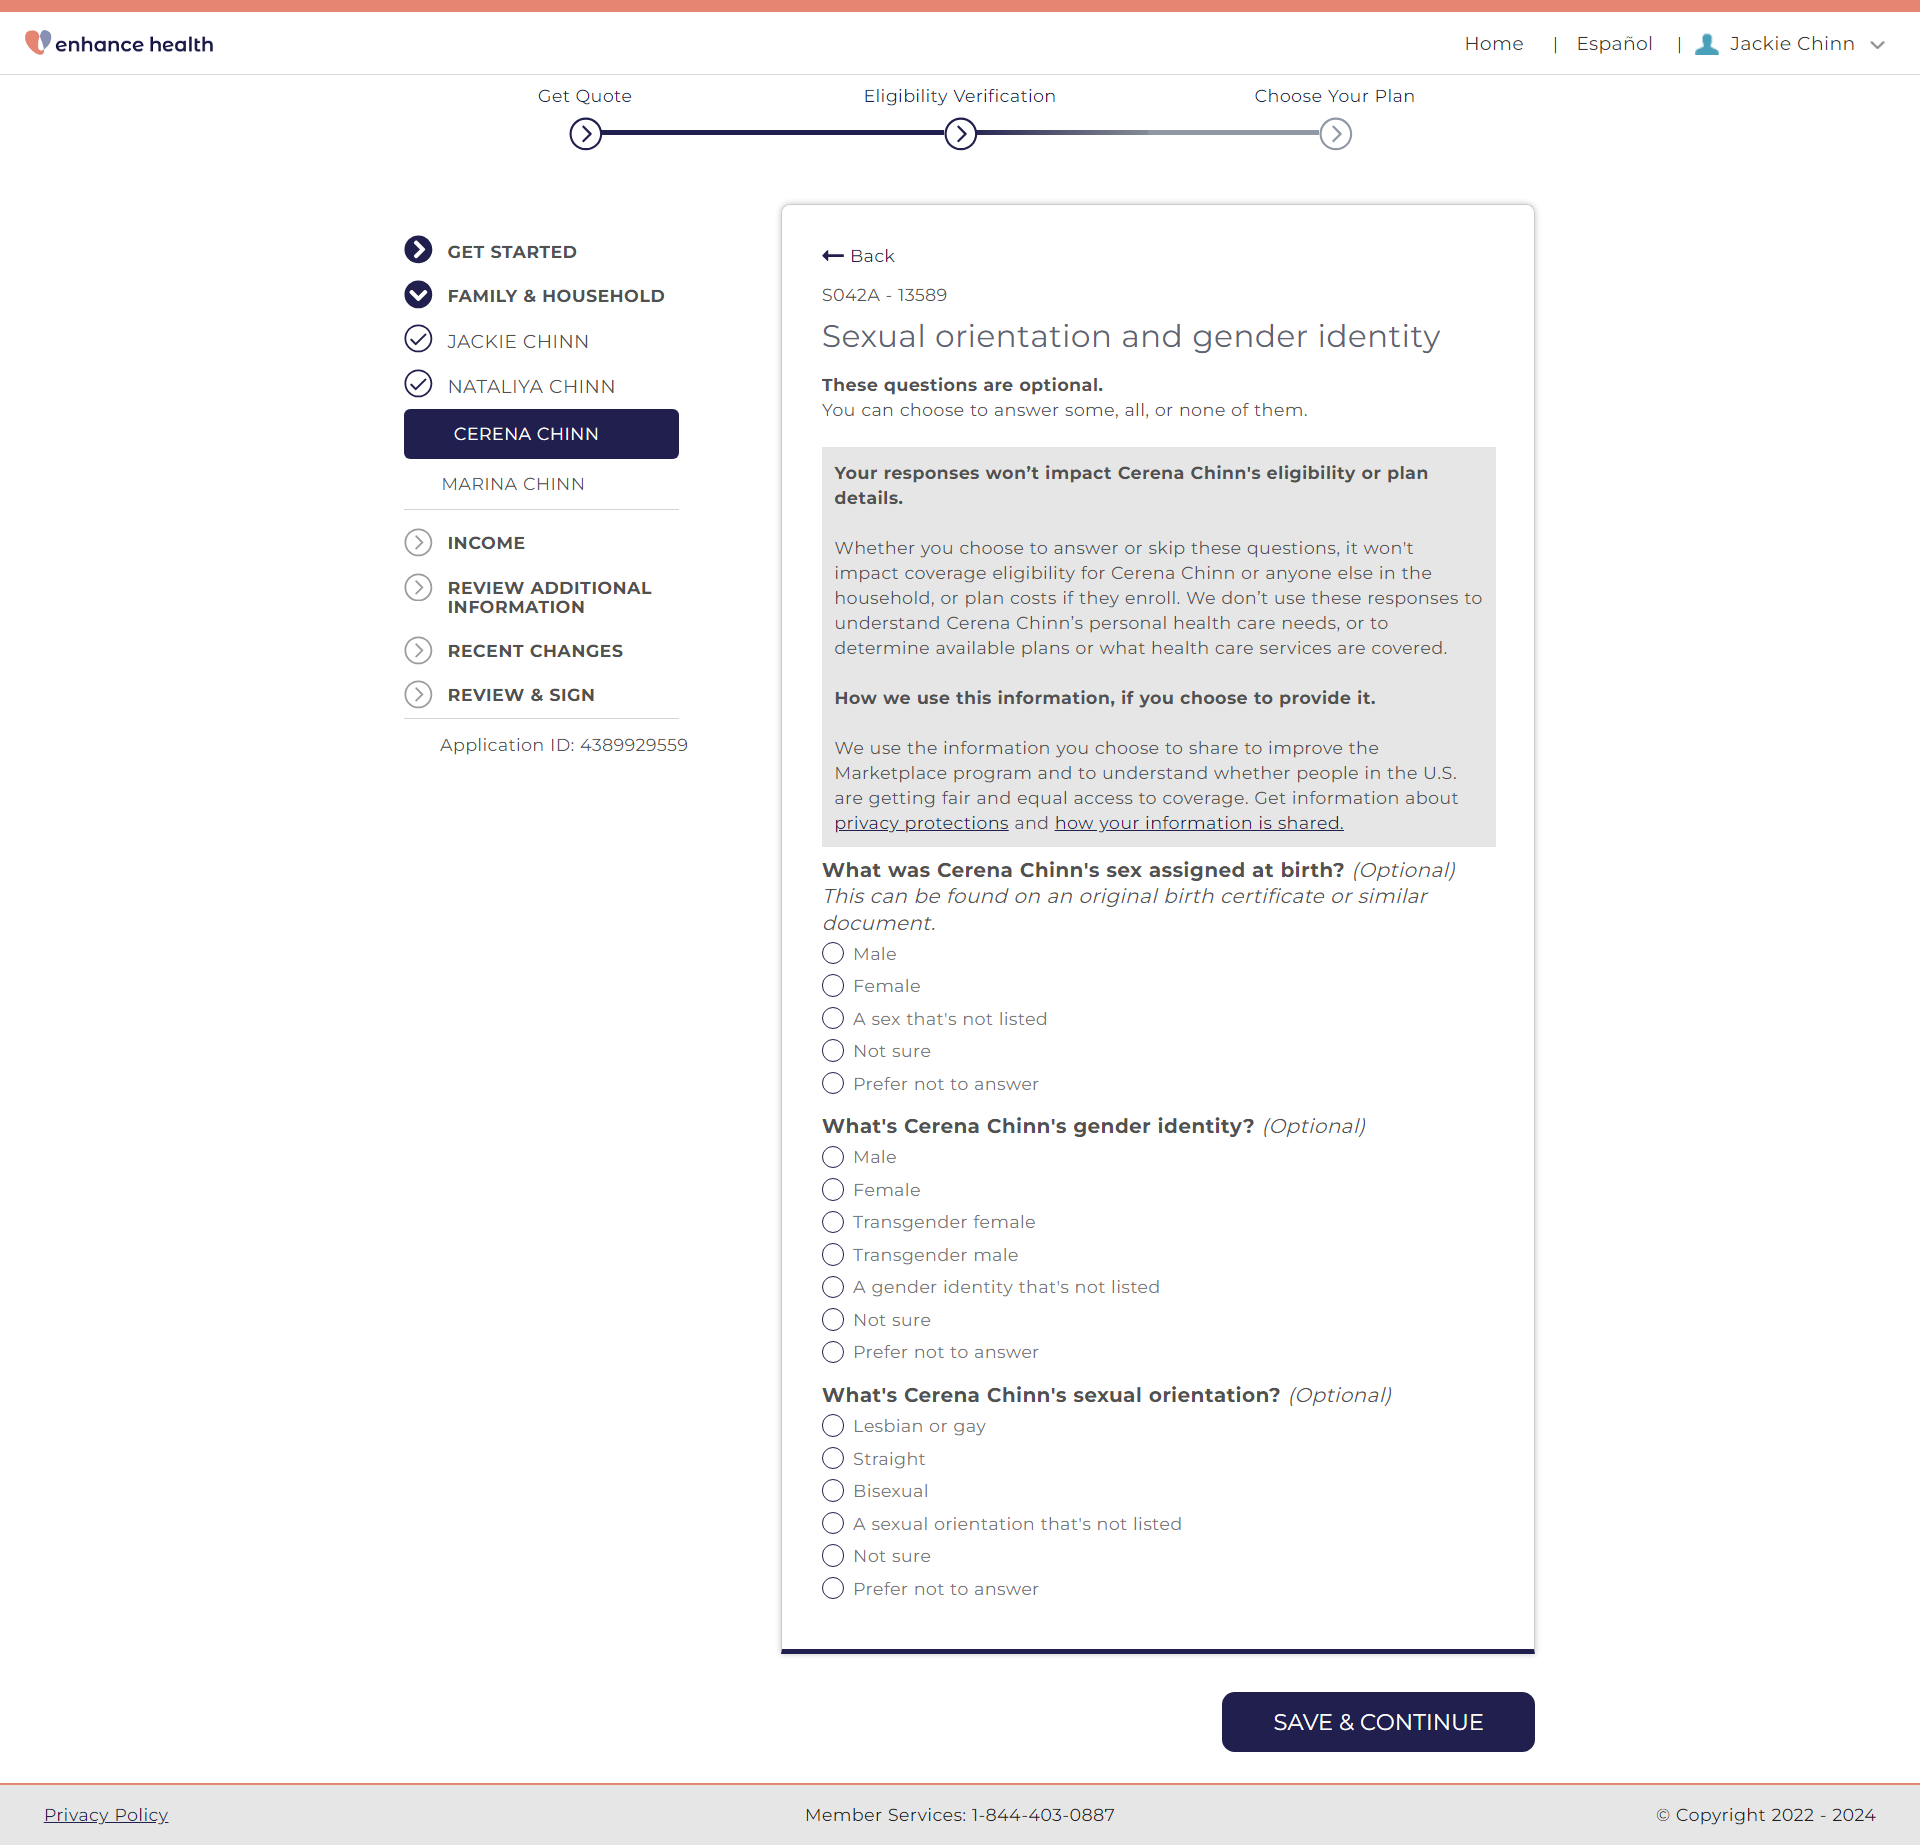 enhance health
Home | Español | Jackie Chinn
Get Quote
Eligibility Verification
Choose Your Plan
GET STARTED
FAMILY & HOUSEHOLD
JACKIE CHINN
NATALIYA CHINN
CERENA CHINN
MARINA CHINN
INCOME
REVIEW ADDITIONAL
INFORMATION
RECENT CHANGES
REVIEW & SIGN
Application ID: 4389929559
Back
S042A - 13589
Sexual orientation and gender identity
These questions are optional.
You can choose to answer some, all, or none of them.
Your responses won’t impact Cerena Chinn's eligibility or plan
details.
Whether you choose to answer or skip these questions, it won't
impact coverage eligibility for Cerena Chinn or anyone else in the
household, or plan costs if they enroll. We don’t use these responses to
understand Cerena Chinn’s personal health care needs, or to
determine available plans or what health care services are covered.
How we use this information, if you choose to provide it.
We use the information you choose to share to improve the
Marketplace program and to understand whether people in the U.S.
are getting fair and equal access to coverage. Get information about
privacy protections and how your information is shared.
What was Cerena Chinn's sex assigned at birth? (Optional)
This can be found on an original birth certificate or similar
document.
Male
Female
A sex that's not listed
Not sure
Prefer not to answer
What's Cerena Chinn's gender identity? (Optional)
Male
Female
Transgender female
Transgender male
A gender identity that's not listed
Not sure
Prefer not to answer
What's Cerena Chinn's sexual orientation? (Optional)
Lesbian or gay
Straight
Bisexual
A sexual orientation that's not listed
Not sure
Prefer not to answer
SAVE & CONTINUE
Privacy Policy
Member Services: 1-844-403-0887
© Copyright 2022 - 2024